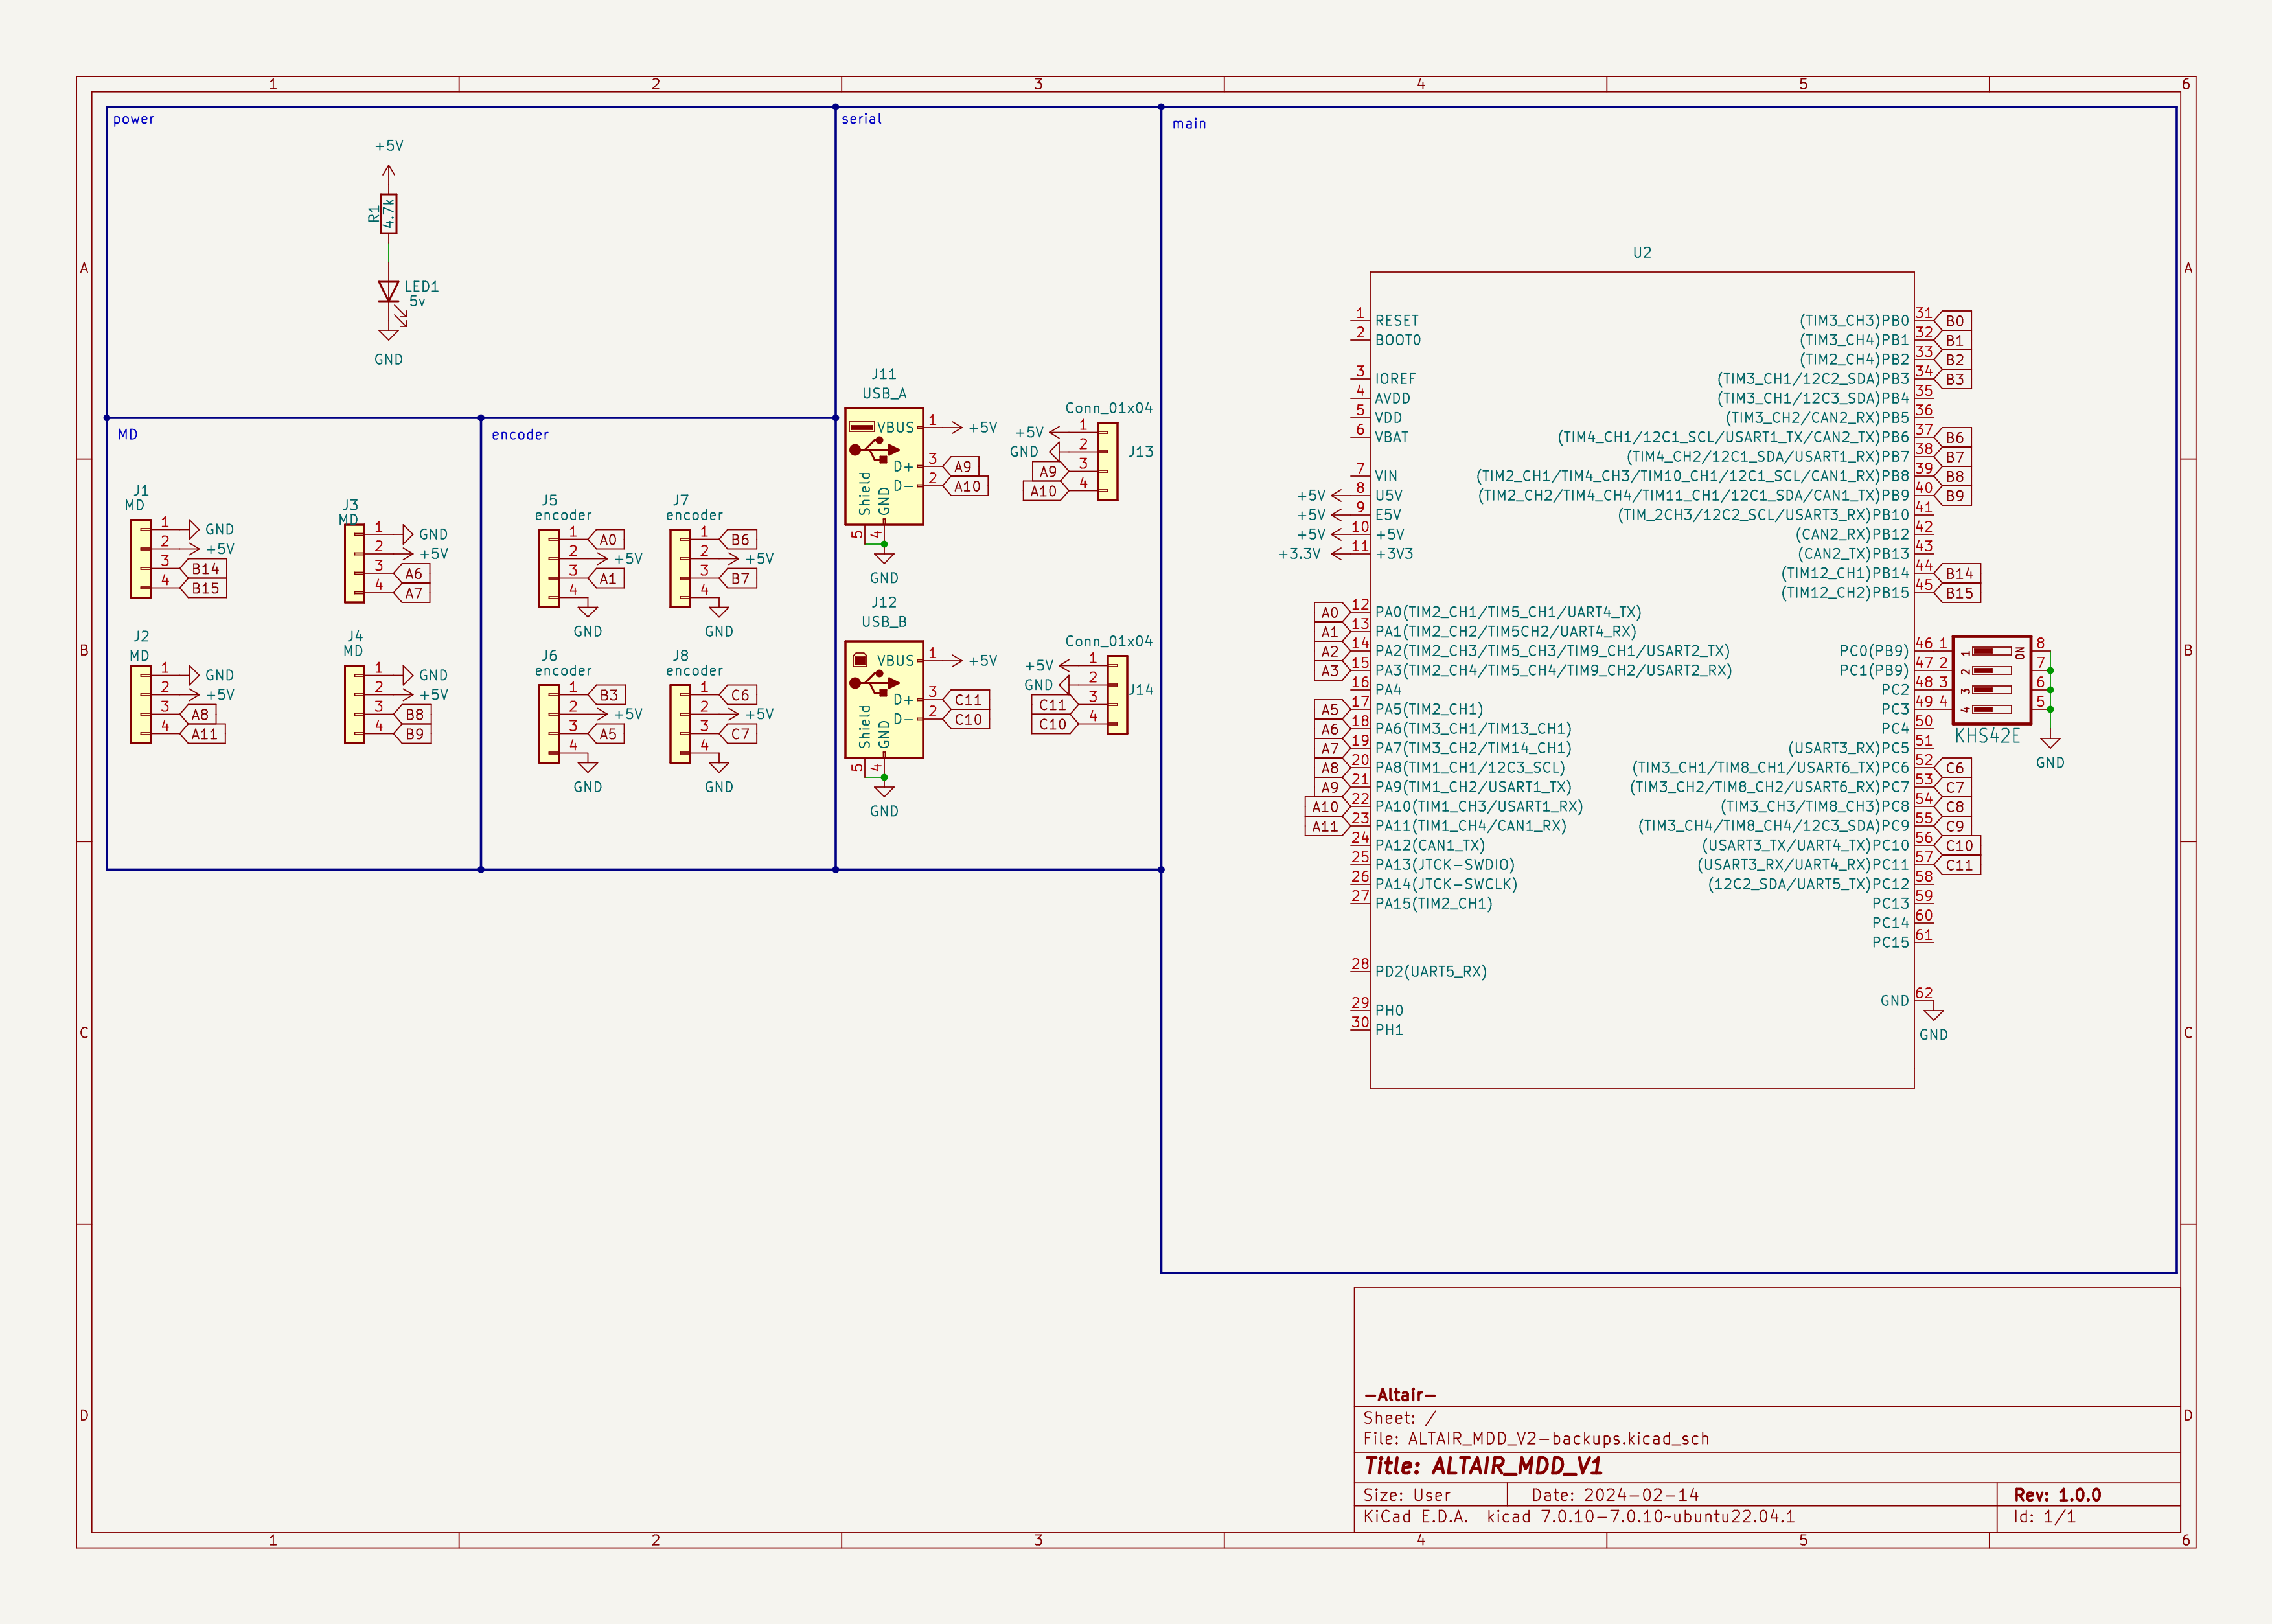 1 2 3 4 5 6
A
B
C
D
A
B
C
D
1 2 3 4 5 6
power
+5V
R1
4.7k
LED1
5v
GND
MD
J1
MD
1 GND
2 +5V
3 B14
4 B15
J2
MD
1 GND
2 +5V
3 A8
4 A11
J3
MD
1 GND
2 +5V
3 A6
4 A7
J4
MD
1 GND
2 +5V
3 B8
4 B9
encoder
J5
encoder
1 A0
2 +5V
3 A1
4
GND
J6
encoder
1 B3
2 +5V
3 A5
4
GND
J7
encoder
1 B6
2 +5V
3 B7
4
GND
J8
encoder
1 C6
2 +5V
3 C7
4
GND
serial
J11
USB_A
VBUS 1 +5V
D+ 3 A9
D- 2 A10
Shield
GND
5 4
GND
Conn_01x04
J13
+5V 1
GND 2
A9 3
A10 4
J12
USB_B
VBUS 1 +5V
D+ 3 C11
D- 2 C10
Shield
GND
5 4
GND
Conn_01x04
J14
+5V 1
GND 2
C11 3
C10 4
main
U2
1 RESET
2 BOOT0
3 IOREF
4 AVDD
5 VDD
6 VBAT
7 VIN
+5V 8 U5V
+5V 9 E5V
+5V 10 +5V
+3.3V 11 +3V3
A0 12 PA0(TIM2_CH1/TIM5_CH1/UART4_TX)
A1 13 PA1(TIM2_CH2/TIM5CH2/UART4_RX)
A2 14 PA2(TIM2_CH3/TIM5_CH3/TIM9_CH1/USART2_TX)
A3 15 PA3(TIM2_CH4/TIM5_CH4/TIM9_CH2/USART2_RX)
16 PA4
A5 17 PA5(TIM2_CH1)
A6 18 PA6(TIM3_CH1/TIM13_CH1)
A7 19 PA7(TIM3_CH2/TIM14_CH1)
A8 20 PA8(TIM1_CH1/12C3_SCL)
A9 21 PA9(TIM1_CH2/USART1_TX)
A10 22 PA10(TIM1_CH3/USART1_RX)
A11 23 PA11(TIM1_CH4/CAN1_RX)
24 PA12(CAN1_TX)
25 PA13(JTCK-SWDIO)
26 PA14(JTCK-SWCLK)
27 PA15(TIM2_CH1)
28 PD2(UART5_RX)
29 PH0
30 PH1
(TIM3_CH3)PB0 31 B0
(TIM3_CH4)PB1 32 B1
(TIM2_CH4)PB2 33 B2
(TIM3_CH1/12C2_SDA)PB3 34 B3
(TIM3_CH1/12C3_SDA)PB4 35
(TIM3_CH2/CAN2_RX)PB5 36
(TIM4_CH1/12C1_SCL/USART1_TX/CAN2_TX)PB6 37 B6
(TIM4_CH2/12C1_SDA/USART1_RX)PB7 38 B7
(TIM2_CH1/TIM4_CH3/TIM10_CH1/12C1_SCL/CAN1_RX)PB8 39 B8
(TIM2_CH2/TIM4_CH4/TIM11_CH1/12C1_SDA/CAN1_TX)PB9 40 B9
(TIM_2CH3/12C2_SCL/USART3_RX)PB10 41
(CAN2_RX)PB12 42
(CAN2_TX)PB13 43
(TIM12_CH1)PB14 44 B14
(TIM12_CH2)PB15 45 B15
PC0(PB9) 46 1 1 ON 8
PC1(PB9) 47 2 2 7
PC2 48 3 3 6
PC3 49 4 4 5
PC4 50
KHS42E
GND
(USART3_RX)PC5 51
(TIM3_CH1/TIM8_CH1/USART6_TX)PC6 52 C6
(TIM3_CH2/TIM8_CH2/USART6_RX)PC7 53 C7
(TIM3_CH3/TIM8_CH3)PC8 54 C8
(TIM3_CH4/TIM8_CH4/12C3_SDA)PC9 55 C9
(USART3_TX/UART4_TX)PC10 56 C10
(USART3_RX/UART4_RX)PC11 57 C11
(12C2_SDA/UART5_TX)PC12 58
PC13 59
PC14 60
PC15 61
GND 62
GND
-Altair-
Sheet: /
File: ALTAIR_MDD_V2-backups.kicad_sch
Title: ALTAIR_MDD_V1
Size: User Date: 2024-02-14 Rev: 1.0.0
KiCad E.D.A. kicad 7.0.10-7.0.10~ubuntu22.04.1 Id: 1/1